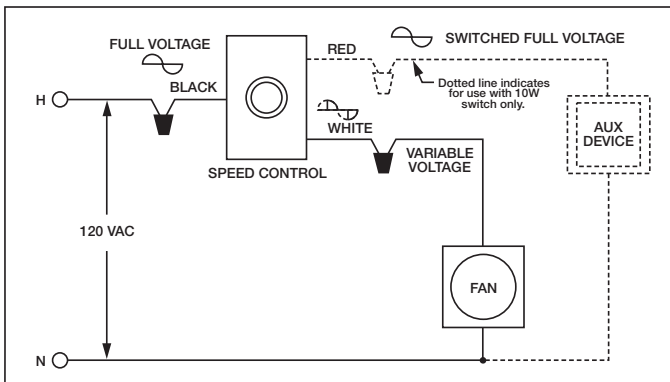 FULL VOLTAGE
RED
SWITCHED FULL VOLTAGE
H
BLACK
Dotted line indicates
for use with 10W
switch only.
AUX
DEVICE
WHITE
SPEED CONTROL
VARIABLE
VOLTAGE
120 VAC
FAN
N